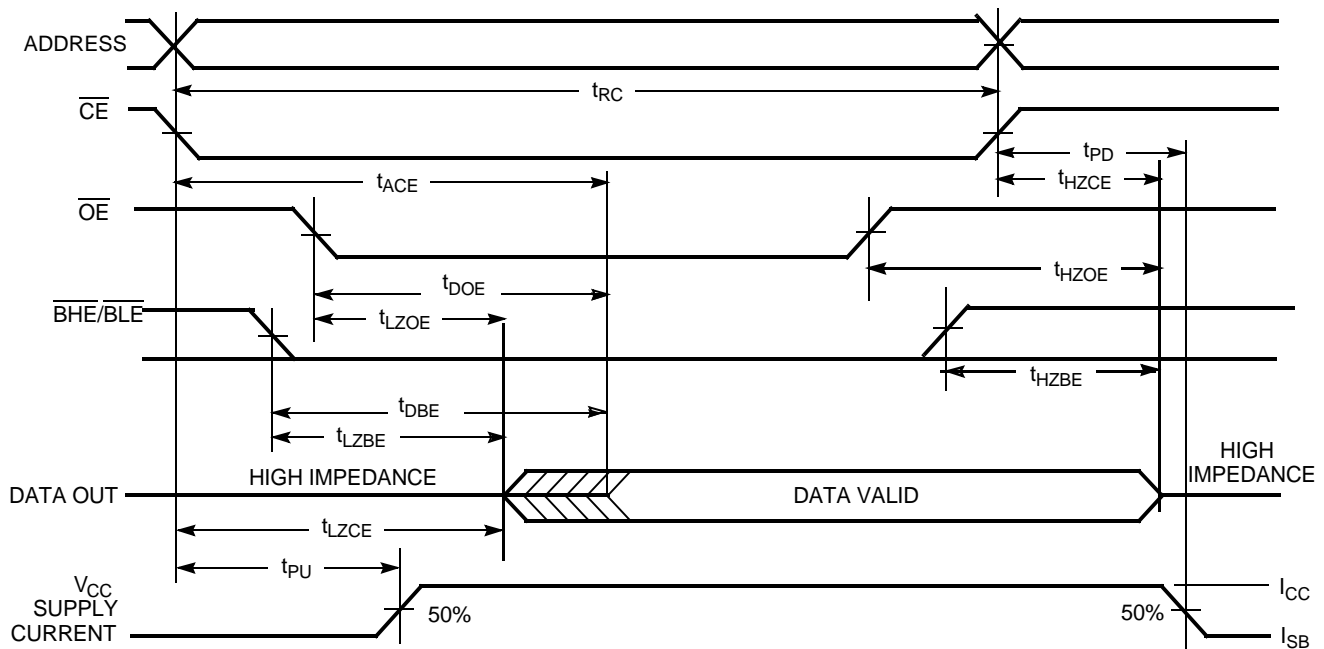 ADDRESS
tRC
CE
tPD
tACE
tHZCE
OE
tHZOE
tDOE
BHE/BLE
tLZOE
tHZBE
tDBE
tLZBE
HIGH IMPEDANCE
HIGH
IMPEDANCE
DATA OUT
DATA VALID
tLZCE
tPU
VCC
SUPPLY
CURRENT
50%
50%
ICC
ISB